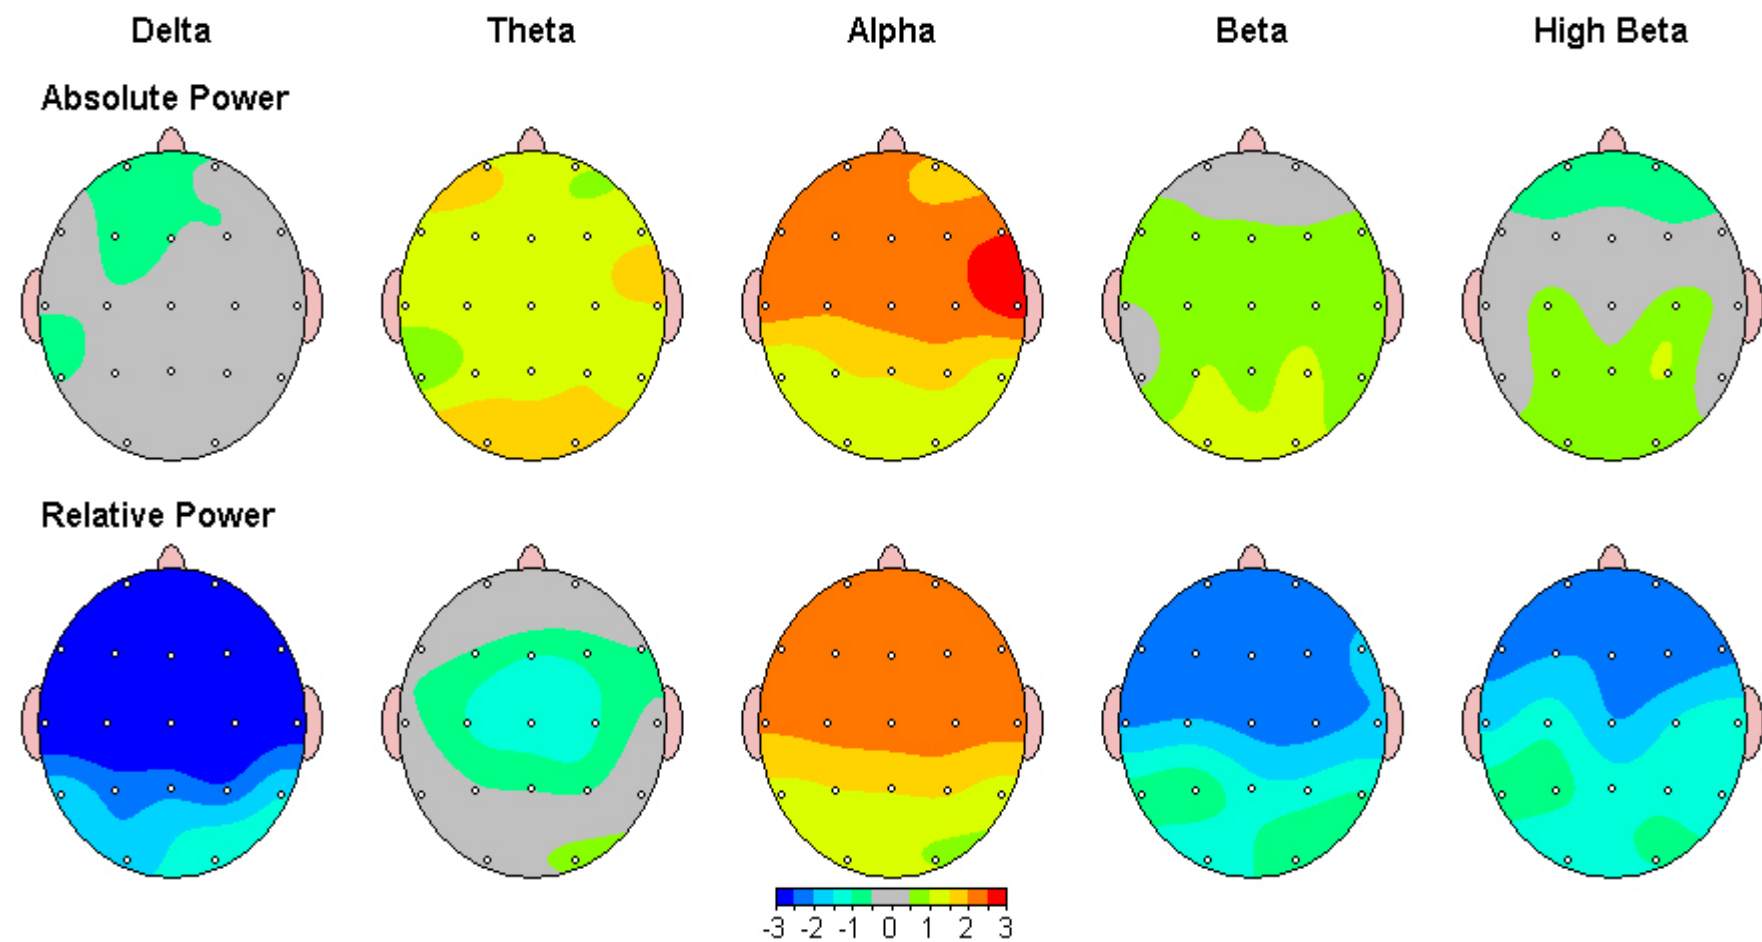 Delta Theta Alpha Beta High Beta
Absolute Power
Relative Power
-3 -2 -1 0 1 2 3